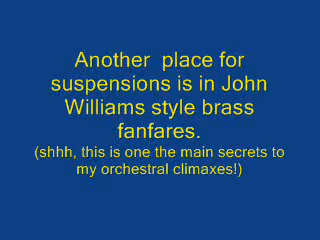 Another  place for
suspensions is in John
Williams style brass
fanfares.
(shhh, this is one the main secrets to
my orchestral climaxes!)